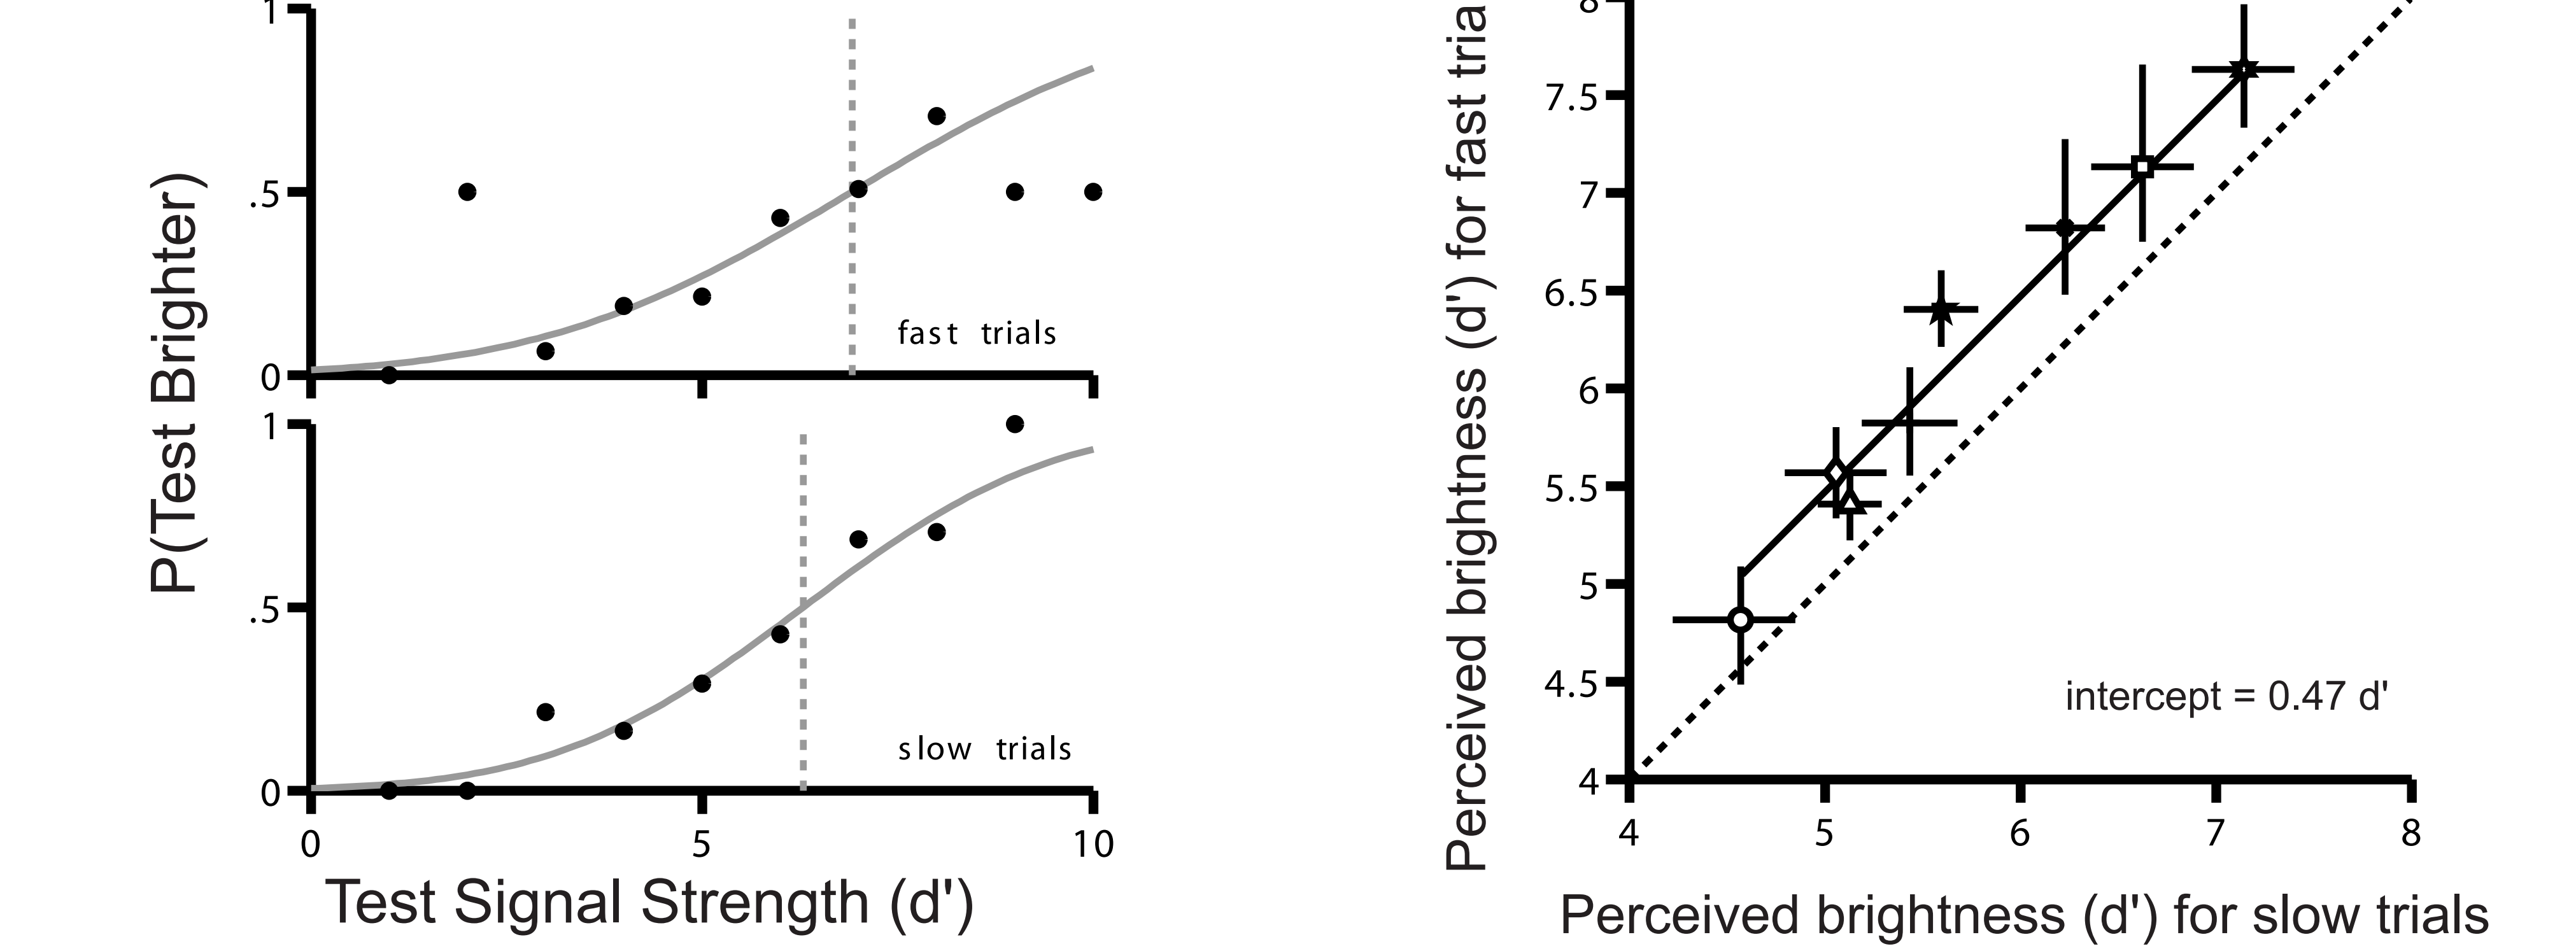 P(Test Brighter)
1
.5
0
fast trials
1
.5
0
slow trials
0 5 10
Test Signal Strength (d')
Perceived brightness (d') for fast
8
7.5
7
6.5
6
5.5
5
4.5
4
intercept = 0.47 d'
4 5 6 7 8
Perceived brightness (d') for slow trials